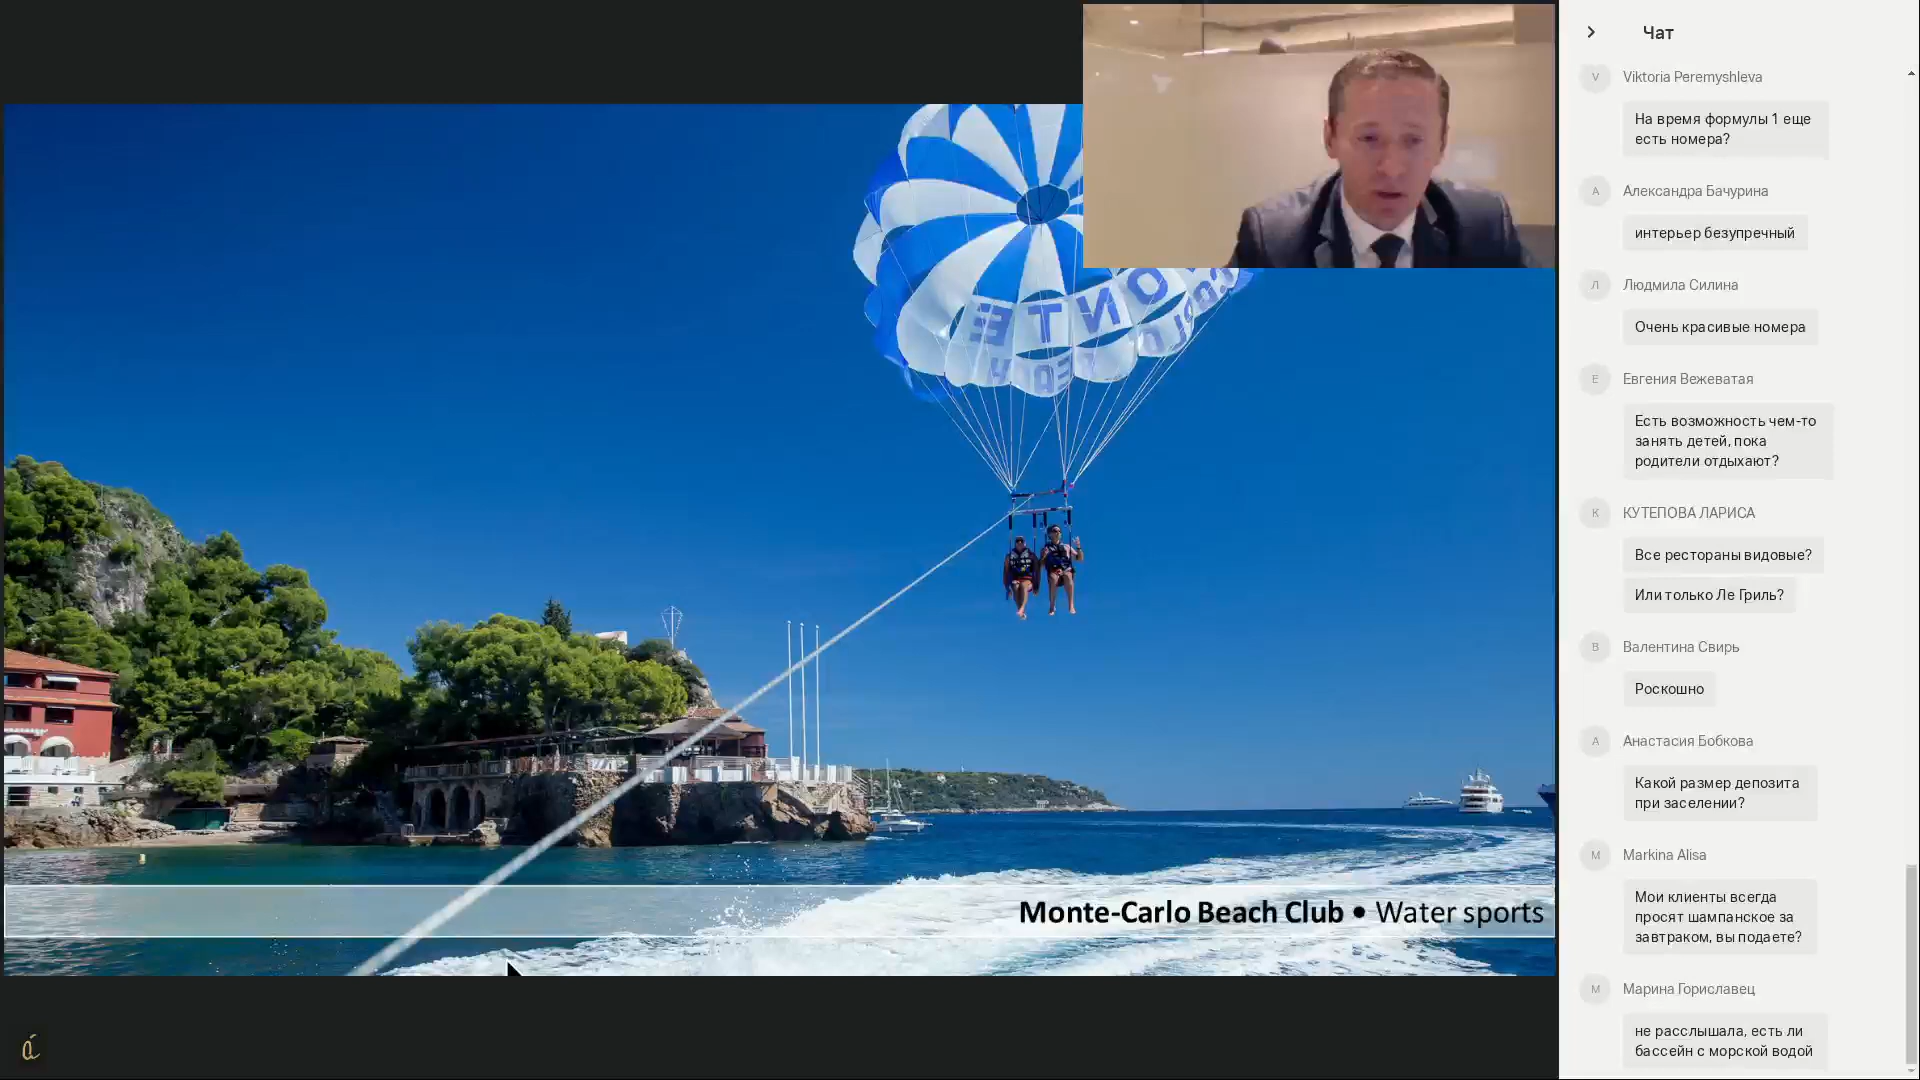 Чат
Viktoria Peremyshleva
На время формулы 1 еще
есть номера?
Александра Бачурина
интерьер безупречный
Людмила Силина
Очень красивые номера
Евгения Вежеватая
Есть возможность чем-то
занять детей, пока
родители отдыхают?
КУТЕПОВА ЛАРИСА
Все рестораны видовые?
Или только Ле Гриль?
Валентина Свирь
Роскошно
Анастасия Бобкова
Какой размер депозита
при заселении?
Markina Alisa
Мои клиенты всегда
просят шампанское за
завтраком, вы подаете?
Марина Гориславец
не расслышала, есть ли
бассейн с морской водой
Monte-Carlo Beach Club • Water sports
V
А
Л
Е
К
В
А
M
М
á